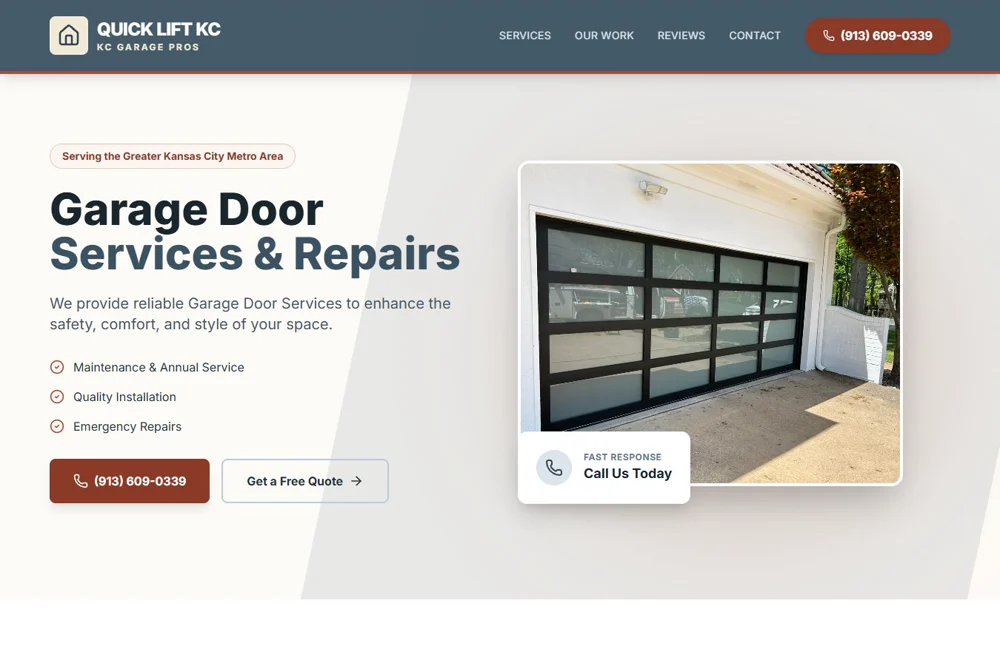 QUICK LIFT KC
KC GARAGE PROS
SERVICES
OUR WORK
REVIEWS
CONTACT
(913) 609-0339
Serving the Greater Kansas City Metro Area
Garage Door
Services & Repairs
We provide reliable Garage Door Services to enhance the
safety, comfort, and style of your space.
Maintenance & Annual Service
Quality Installation
Emergency Repairs
(913) 609-0339
Get a Free Quote
FAST RESPONSE
Call Us Today